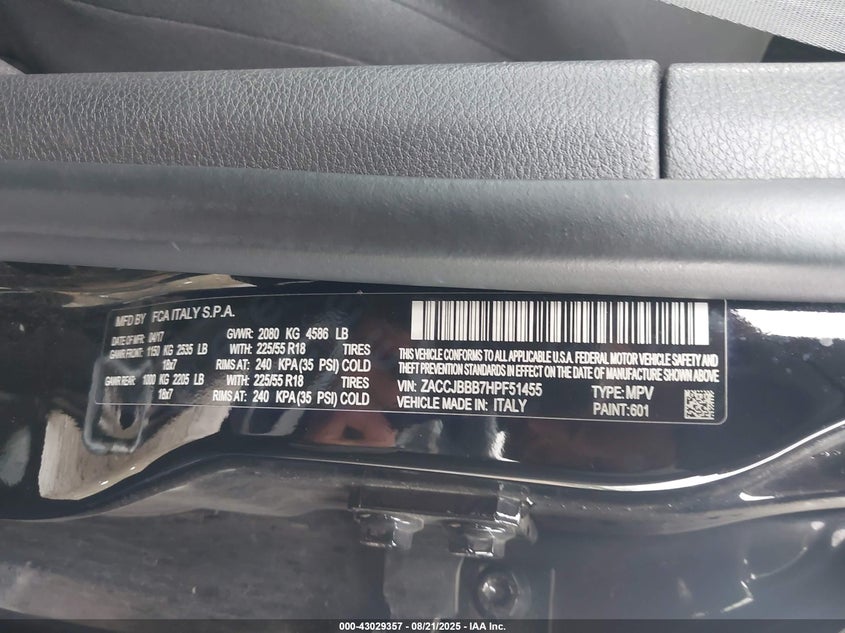 MFD BY FCA ITALY S.P.A.
DATE OF MFR: 04/17 GVWR: 2080 KG 4586 LB
GAWR FRONT: 1150 KG 2535 LB WITH: 225/55 R18 TIRES
18x7 RIMS AT: 240 KPA (35 PSI) COLD
GAWR REAR: 1000 KG 2205 LB WITH: 225/55 R18 TIRES
18x7 RIMS AT: 240 KPA (35 PSI) COLD
THIS VEHICLE CONFORMS TO ALL APPLICABLE U.S.A. FEDERAL MOTOR VEHICLE SAFETY AND
THEFT PREVENTION STANDARDS IN EFFECT ON THE DATE OF MANUFACTURE SHOWN ABOVE
VIN: ZACCJBBB7HPF51455 TYPE: MPV
VEHICLE MADE IN: ITALY PAINT: 601
000-43029357 - 08/21/2025 - IAA Inc.